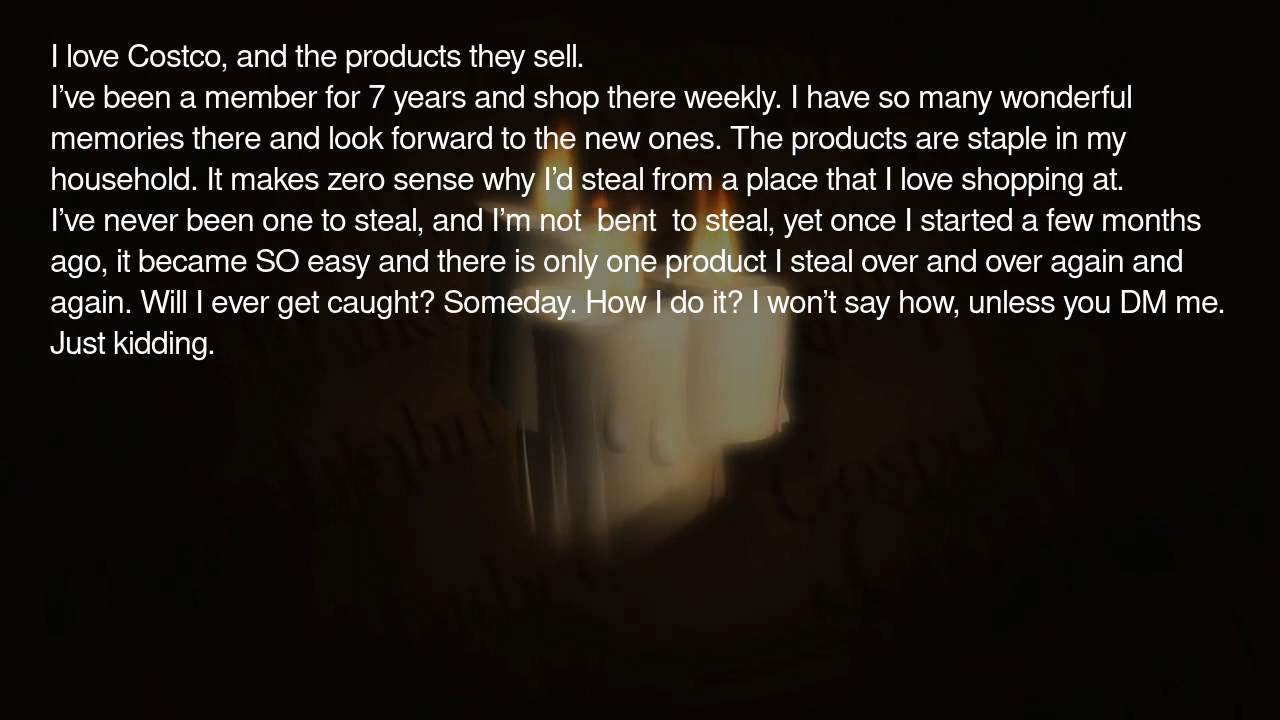 I love Costco, and the products they sell.
I’ve been a member for 7 years and shop there weekly. I have so many wonderful
memories there and look forward to the new ones. The products are staple in my
household. It makes zero sense why I’d steal from a place that I love shopping at.
I’ve never been one to steal, and I’m not  bent  to steal, yet once I started a few months
ago, it became SO easy and there is only one product I steal over and over again and
again. Will I ever get caught? Someday. How I do it? I won’t say how, unless you DM me.
Just kidding.
Gospel